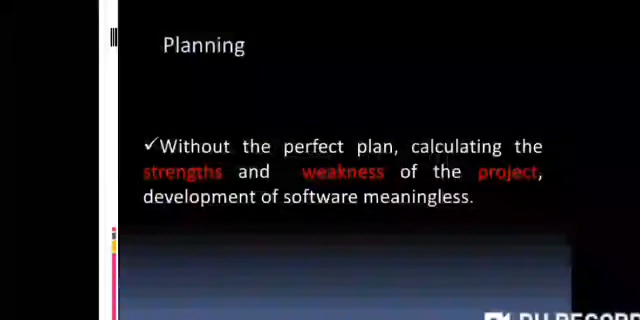 Planning
✓Without the perfect plan, calculating the
strengths and weakness of the project,
development of software meaningless.